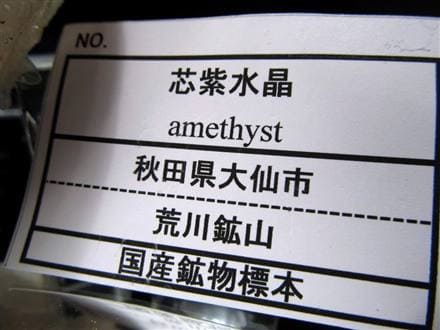 NO.
芯紫水晶
amethyst
秋田県大仙市
荒川鉱山
国産鉱物標本